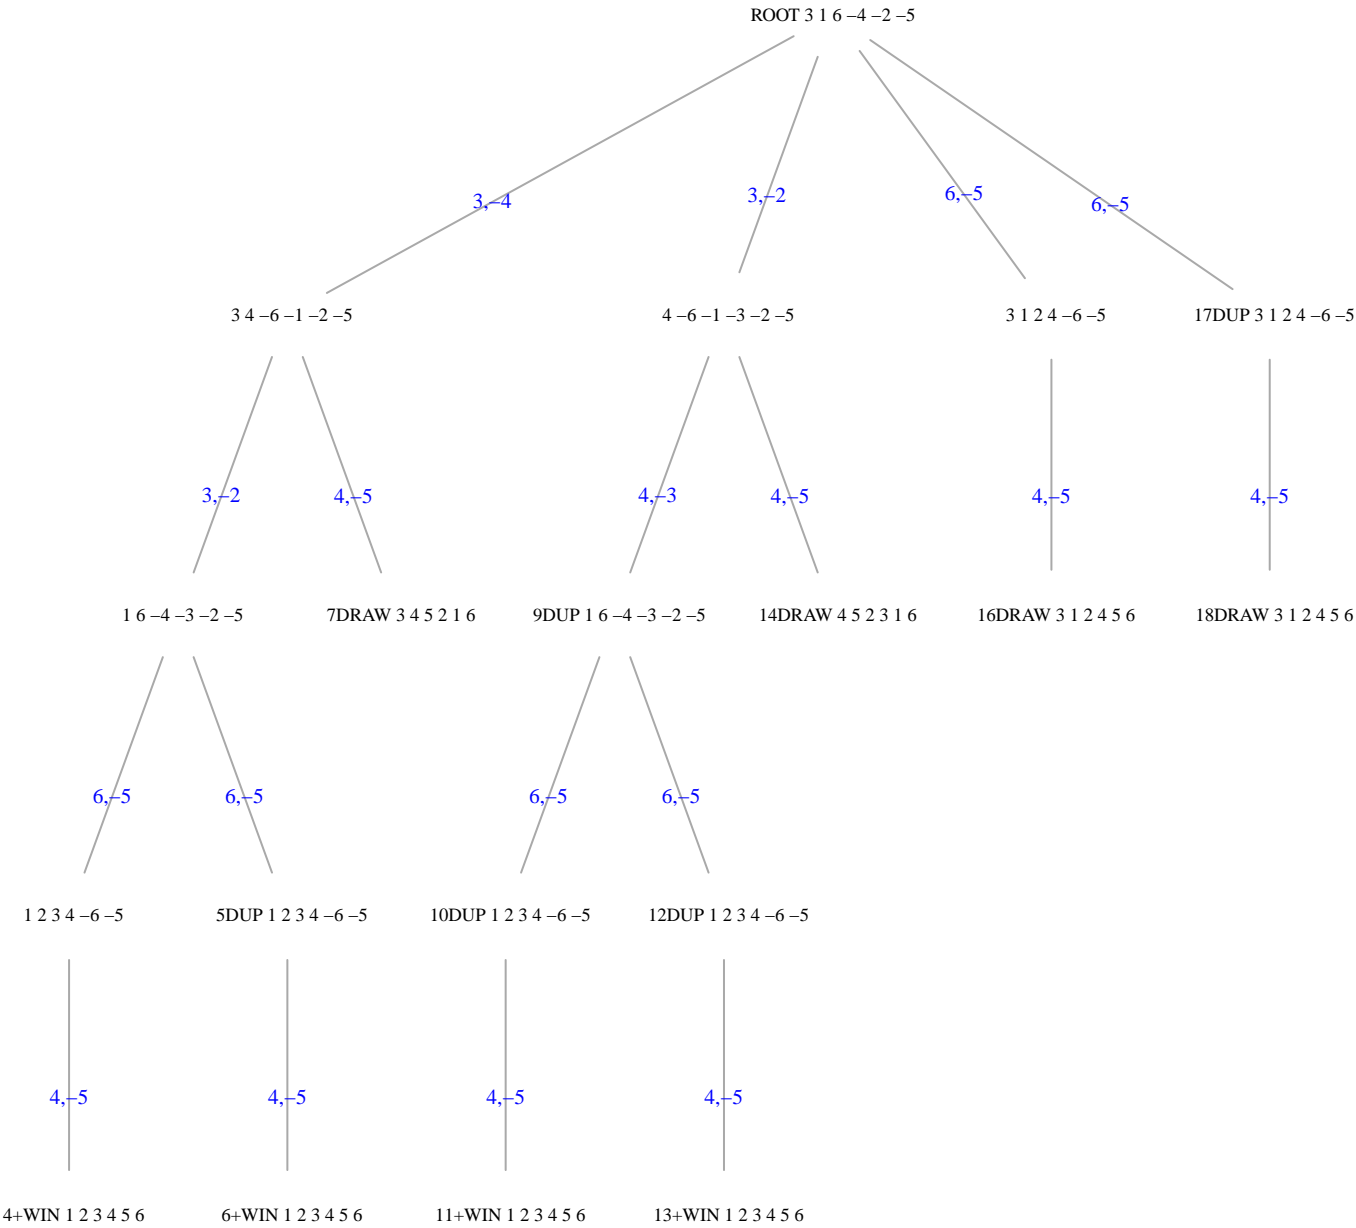 ROOT 3 1 6 –4 –2 –5
3,–4
3,–2
6,–5
6,–5
3 4 –6 –1 –2 –5
4 –6 –1 –3 –2 –5
3 1 2 4 –6 –5
17DUP 3 1 2 4 –6 –5
3,–2
4,–5
4,–3
4,–5
4,–5
4,–5
1 6 –4 –3 –2 –5
7DRAW 3 4 5 2 1 6
9DUP 1 6 –4 –3 –2 –5
14DRAW 4 5 2 3 1 6
16DRAW 3 1 2 4 5 6
18DRAW 3 1 2 4 5 6
6,–5
6,–5
6,–5
6,–5
1 2 3 4 –6 –5
5DUP 1 2 3 4 –6 –5
10DUP 1 2 3 4 –6 –5
12DUP 1 2 3 4 –6 –5
4,–5
4,–5
4,–5
4,–5
4+WIN 1 2 3 4 5 6
6+WIN 1 2 3 4 5 6
11+WIN 1 2 3 4 5 6
13+WIN 1 2 3 4 5 6